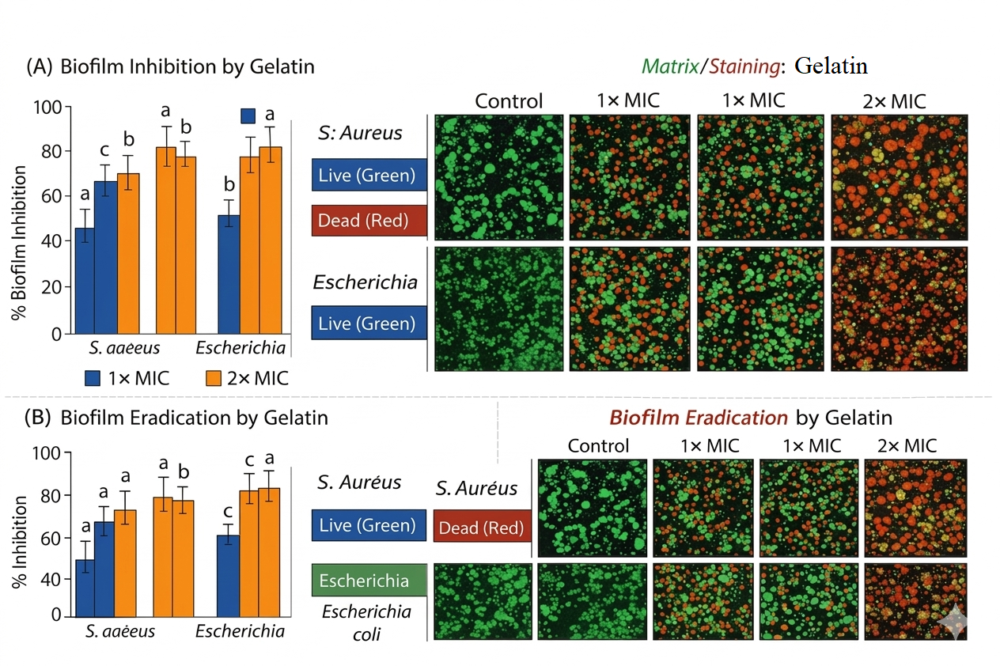 (A) Biofilm Inhibition by Gelatin
Matrix/Staining: Gelatin
% Biofilm Inhibition
100
80
60
40
20
0
a
c
b
a
b
b
a
S. aaėeus
Escherichia
1× MIC
2× MIC
Control
1× MIC
1× MIC
2× MIC
S: Aureus
Live (Green)
Dead (Red)
Escherichia
Live (Green)
(B) Biofilm Eradication by Gelatin
Biofilm Eradication by Gelatin
% Inhibition
100
80
60
40
0
a
a
a
a
b
c
c
a
S. aaėeus
Escherichia
Control
1× MIC
1× MIC
2× MIC
S. Auréus
S. Auréus
Live (Green)
Dead (Red)
Escherichia
Escherichia
coli